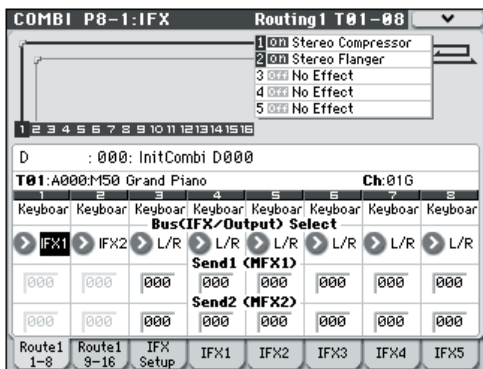 COMBI P8-1:IFX Routing1 T01-08
1 On Stereo Compressor
2 On Stereo Flanger
3 Off No Effect
4 Off No Effect
5 Off No Effect
1 2 3 4 5 6 7 8 9 10 11 12 13 14 15 16
D : 000: InitCombi D000
T01:A000:M50 Grand Piano Ch:01G
1 2 3 4 5 6 7 8
Keyboar Keyboar Keyboar Keyboar Keyboar Keyboar Keyboar Keyboar
Bus(IFX/Output) Select
IFX1 IFX2 L/R L/R L/R L/R L/R L/R
Send1 (MFX1)
000 000 000 000 000 000 000 000
Send2 (MFX2)
000 000 000 000 000 000 000 000
Route1 1-8 Route1 9-16 IFX Setup IFX1 IFX2 IFX3 IFX4 IFX5